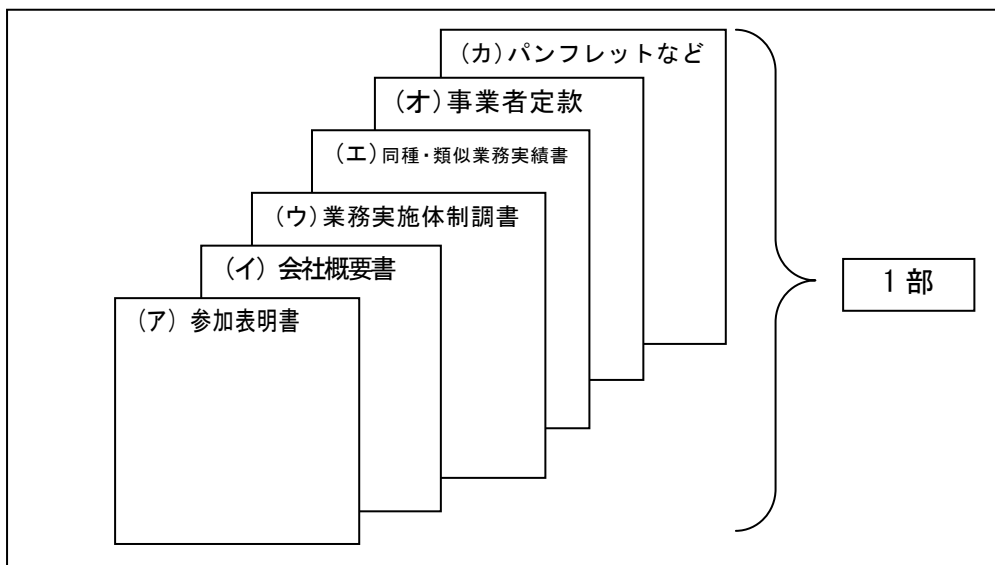 (カ)パンフレットなど
(オ)事業者定款
(エ)同種・類似業務実績書
(ウ)業務実施体制調書
(イ) 会社概要書
(ア) 参加表明書
1 部